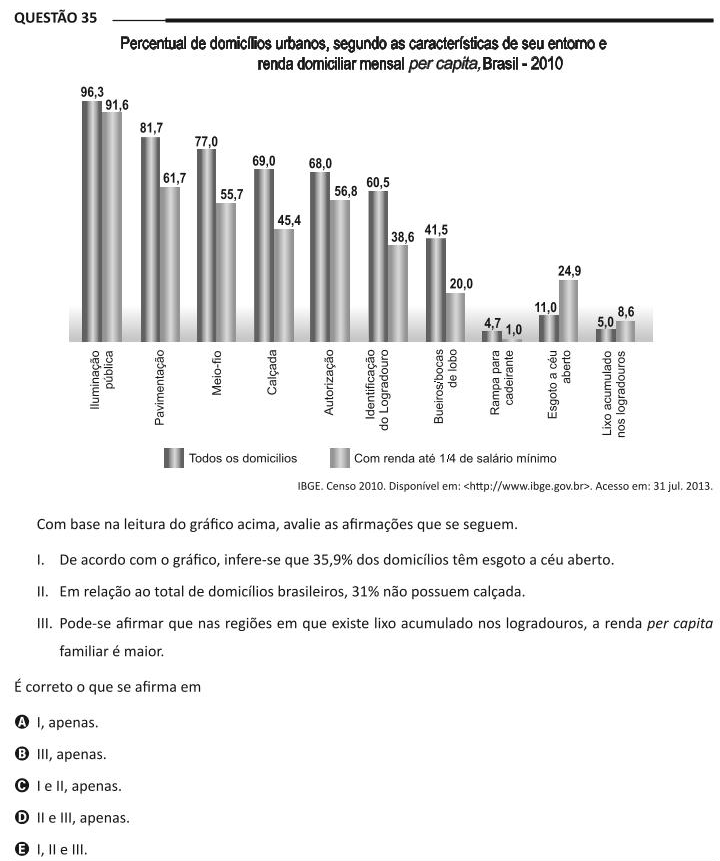 QUESTÃO 35
Percentual de domicílios urbanos, segundo as características de seu entorno e
renda domiciliar mensal per capita, Brasil - 2010
96,3
91,6
81,7
61,7
77,0
55,7
69,0
45,4
68,0
56,8
60,5
38,6
41,5
20,0
4,7
1,0
11,0
24,9
5,0
8,6
Iluminação
pública
Pavimentação
Meio-fio
Calçada
Autorização
Identificação
do Logradouro
Bueiros/bocas
de lobo
Rampa para
cadeirante
Esgoto a céu
aberto
Lixo acumulado
nos logradouros
Todos os domicilios
Com renda até 1/4 de salário mínimo
IBGE. Censo 2010. Disponível em: <http://www.ibge.gov.br>. Acesso em: 31 jul. 2013.
Com base na leitura do gráfico acima, avalie as afirmações que se seguem.
I. De acordo com o gráfico, infere-se que 35,9% dos domicílios têm esgoto a céu aberto.
II. Em relação ao total de domicílios brasileiros, 31% não possuem calçada.
III. Pode-se afirmar que nas regiões em que existe lixo acumulado nos logradouros, a renda per capita
familiar é maior.
É correto o que se afirma em
A I, apenas.
B III, apenas.
C I e II, apenas.
D II e III, apenas.
E I, II e III.